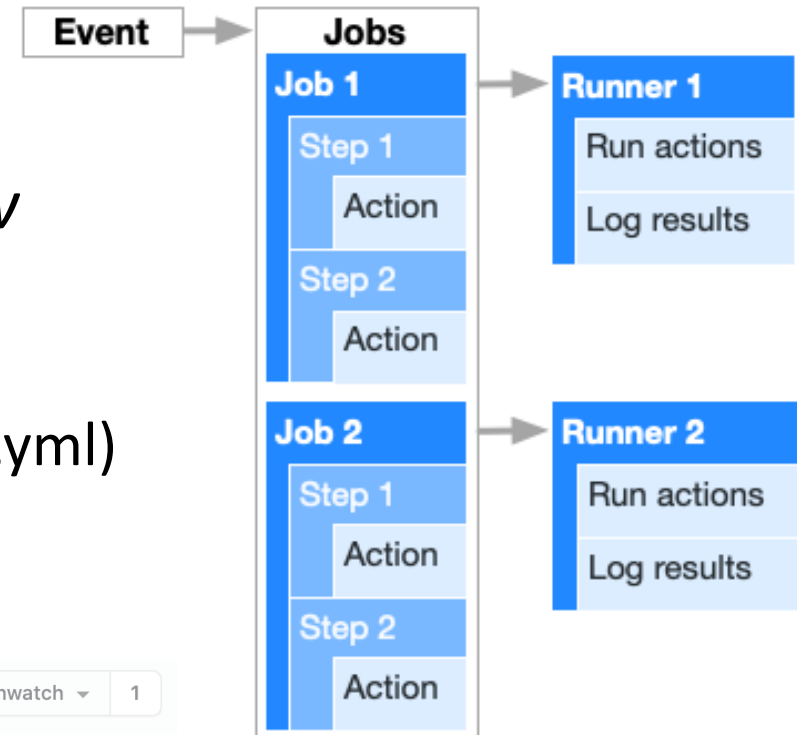 Event
Jobs
Job 1
Step 1
Action
Step 2
Action
Runner 1
Run actions
Log results
yml)
Job 2
Step 1
Action
Step 2
Action
Runner 2
Run actions
Log results
nwatch
1